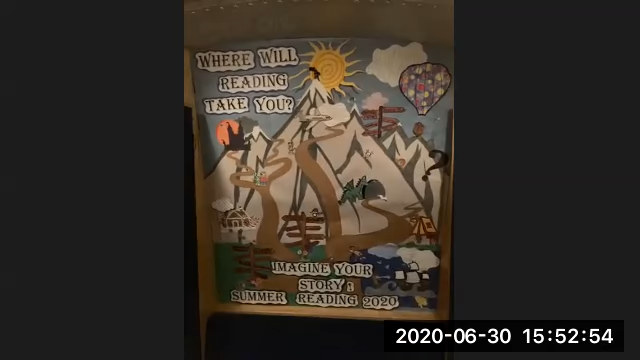 WHERE WILL
READING
TAKE YOU?
IMAGINE YOUR
STORY:
SUMMER READING 2020
2020-06-30 15:52:54